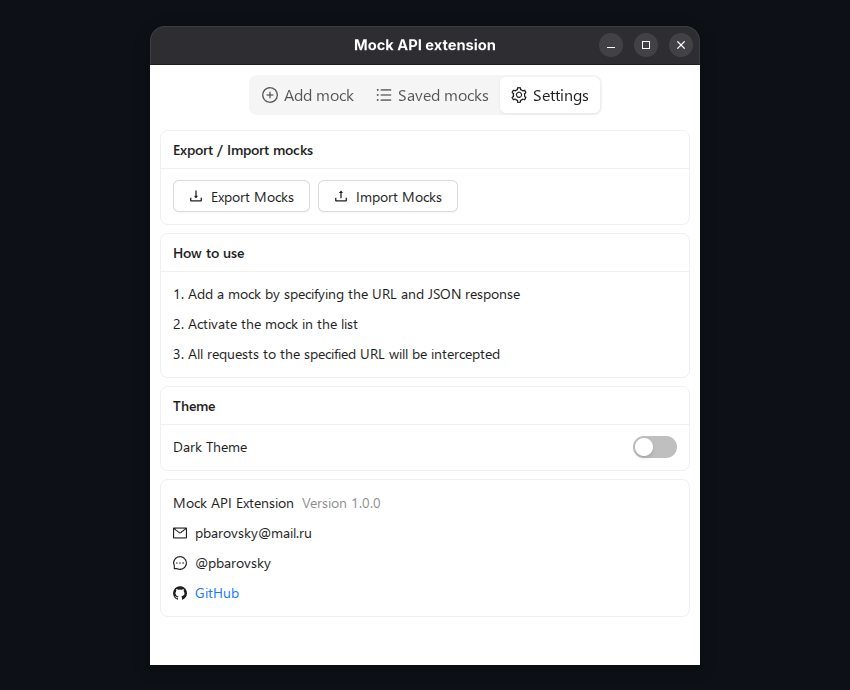 Mock API extension
Add mock Saved mocks Settings
Export / Import mocks
Export Mocks Import Mocks
How to use
1. Add a mock by specifying the URL and JSON response
2. Activate the mock in the list
3. All requests to the specified URL will be intercepted
Theme
Dark Theme
Mock API Extension Version 1.0.0
pbarovsky@mail.ru
@pbarovsky
GitHub